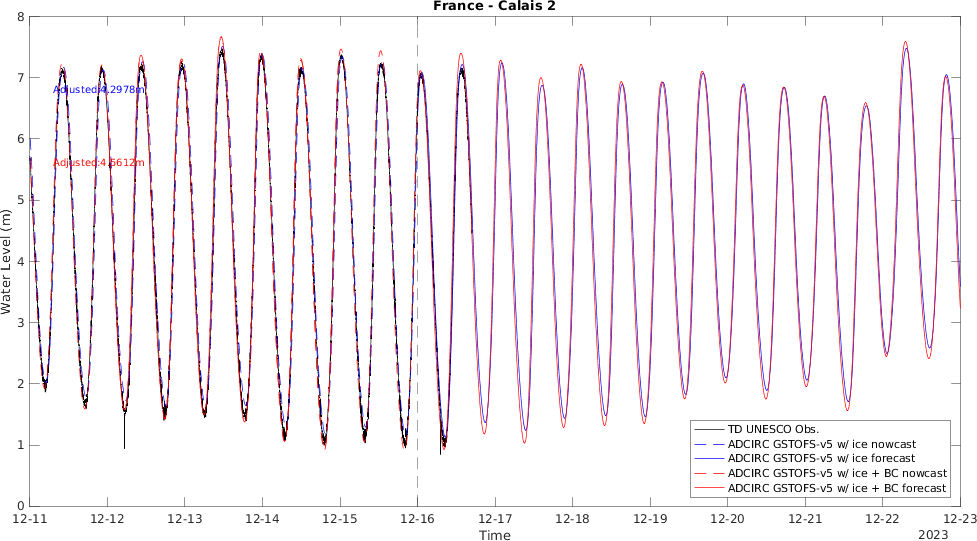 France - Calais 2
8
7
6
5
4
3
2
1
0
Water Level (m)
Adjusted:4.2978m
Adjusted:4.5612m
TD UNESCO Obs.
ADCIRC GSTOFS-v5 w/ ice nowcast
ADCIRC GSTOFS-v5 w/ ice forecast
ADCIRC GSTOFS-v5 w/ ice + BC nowcast
ADCIRC GSTOFS-v5 w/ ice + BC forecast
12-11 12-12 12-13 12-14 12-15 12-16 12-17 12-18 12-19 12-20 12-21 12-22 12-23
Time
2023